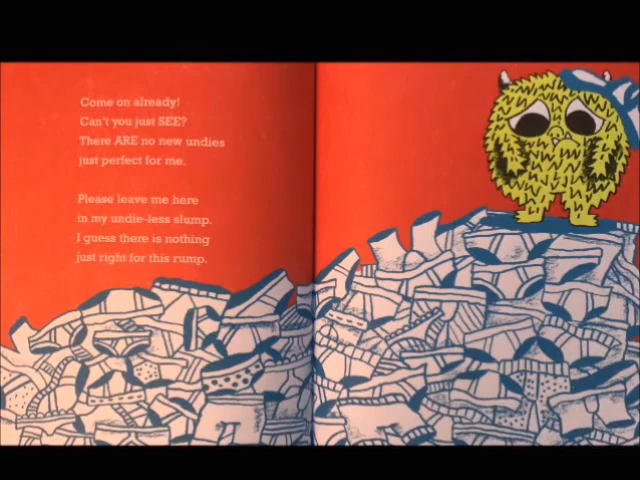 Come on already!
Can't you just SEE?
There ARE no new undies
just perfect for me.
Please leave me here
in my undie-less slump.
I guess there is nothing
just right for this rump.